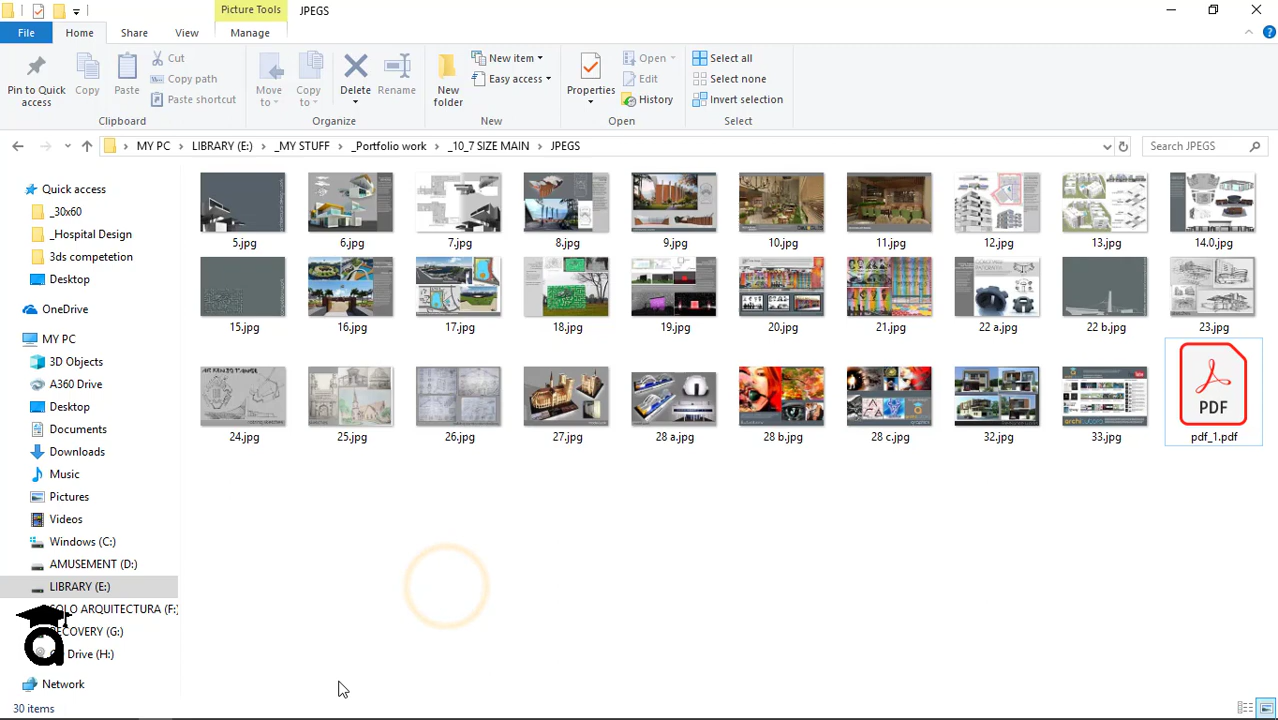 Picture Tools
JPEGS
File
Home
Share
View
Manage
Pin to Quick access
Copy
Paste
Cut
Copy path
Paste shortcut
Clipboard
Move to
Copy to
Delete
Rename
Organize
New folder
New item
Easy access
New
Properties
Open
Edit
History
Open
Select all
Select none
Invert selection
Select
MY PC
LIBRARY (E:)
_MY STUFF
_Portfolio work
_10_7 SIZE MAIN
JPEGS
Search JPEGS
Quick access
_30x60
_Hospital Design
3ds competetion
Desktop
OneDrive
MY PC
3D Objects
A360 Drive
Desktop
Documents
Downloads
Music
Pictures
Videos
Windows (C:)
AMUSEMENT (D:)
LIBRARY (E:)
SOLO ARQUITECTURA (F:)
ECOVERY (G:)
Drive (H:)
Network
5.jpg
6.jpg
7.jpg
8.jpg
9.jpg
10.jpg
11.jpg
12.jpg
13.jpg
14.0.jpg
15.jpg
16.jpg
17.jpg
18.jpg
19.jpg
20.jpg
21.jpg
22 a.jpg
22 b.jpg
23.jpg
24.jpg
25.jpg
26.jpg
27.jpg
28 a.jpg
28 b.jpg
28 c.jpg
32.jpg
33.jpg
PDF
pdf_1.pdf
30 items